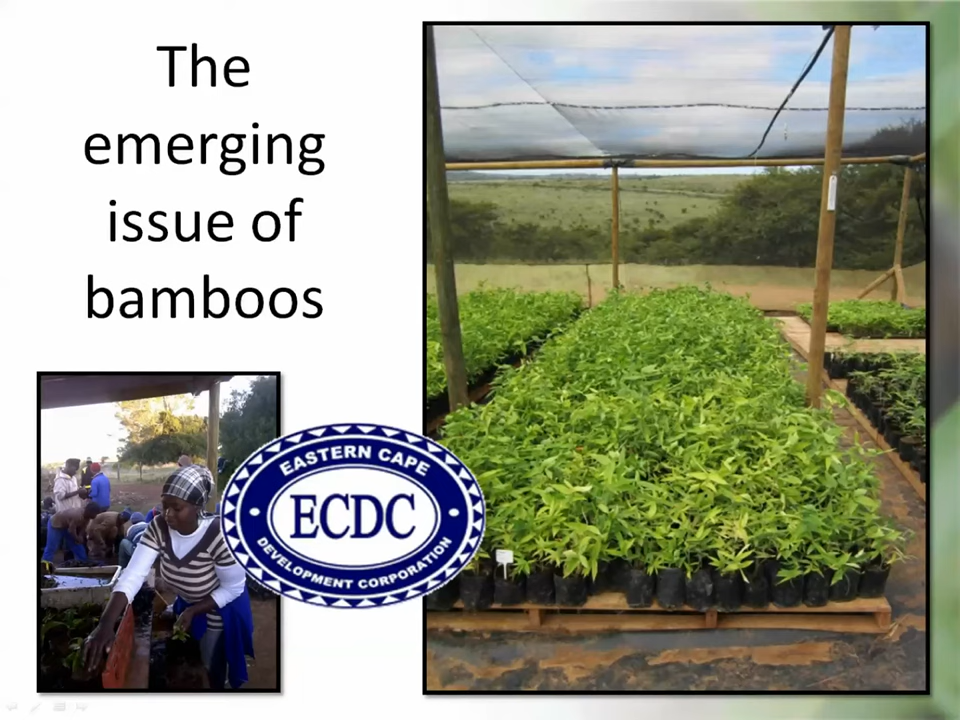 The
emerging
issue of
bamboos
EASTERN CAPE
ECDC
DEVELOPMENT CORPORATION